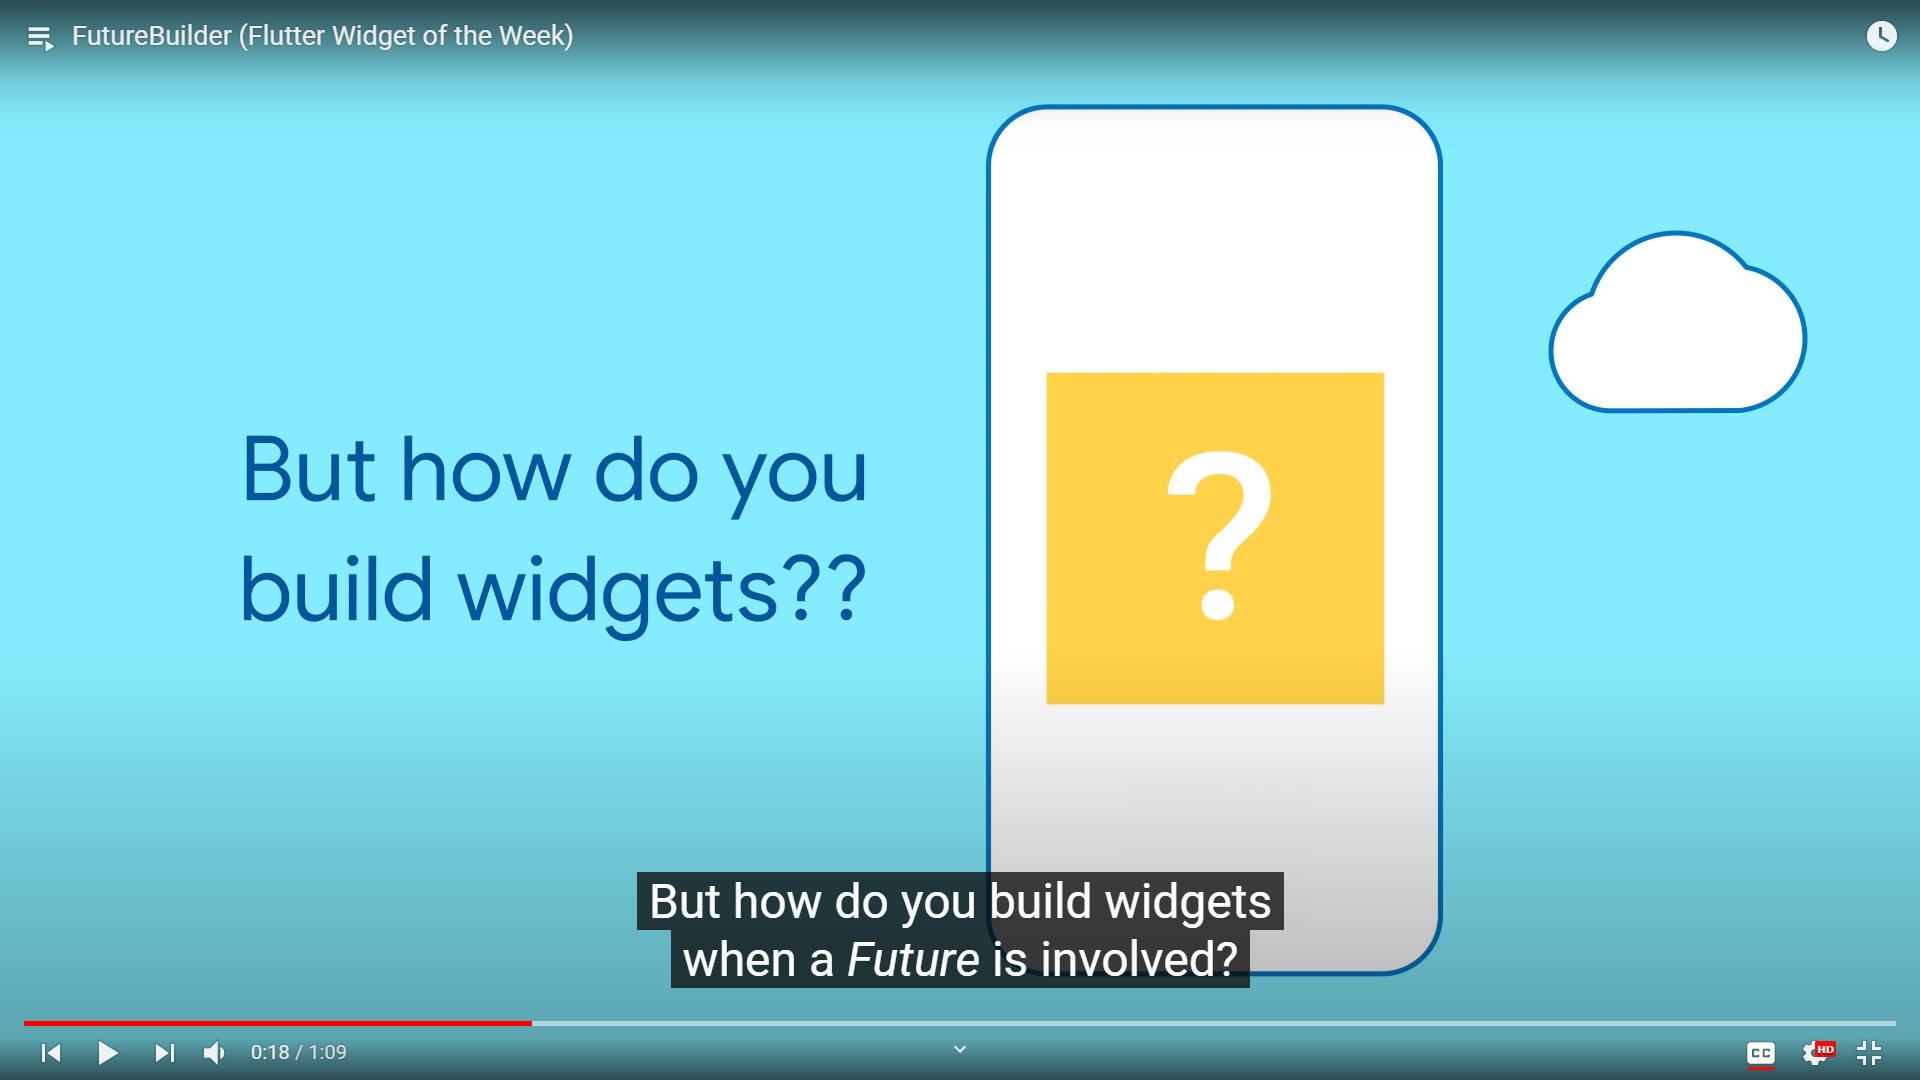 FutureBuilder (Flutter Widget of the Week)
But how do you
build widgets??
?
But how do you build widgets
when a Future is involved?
0:18 / 1:09
CC
HD